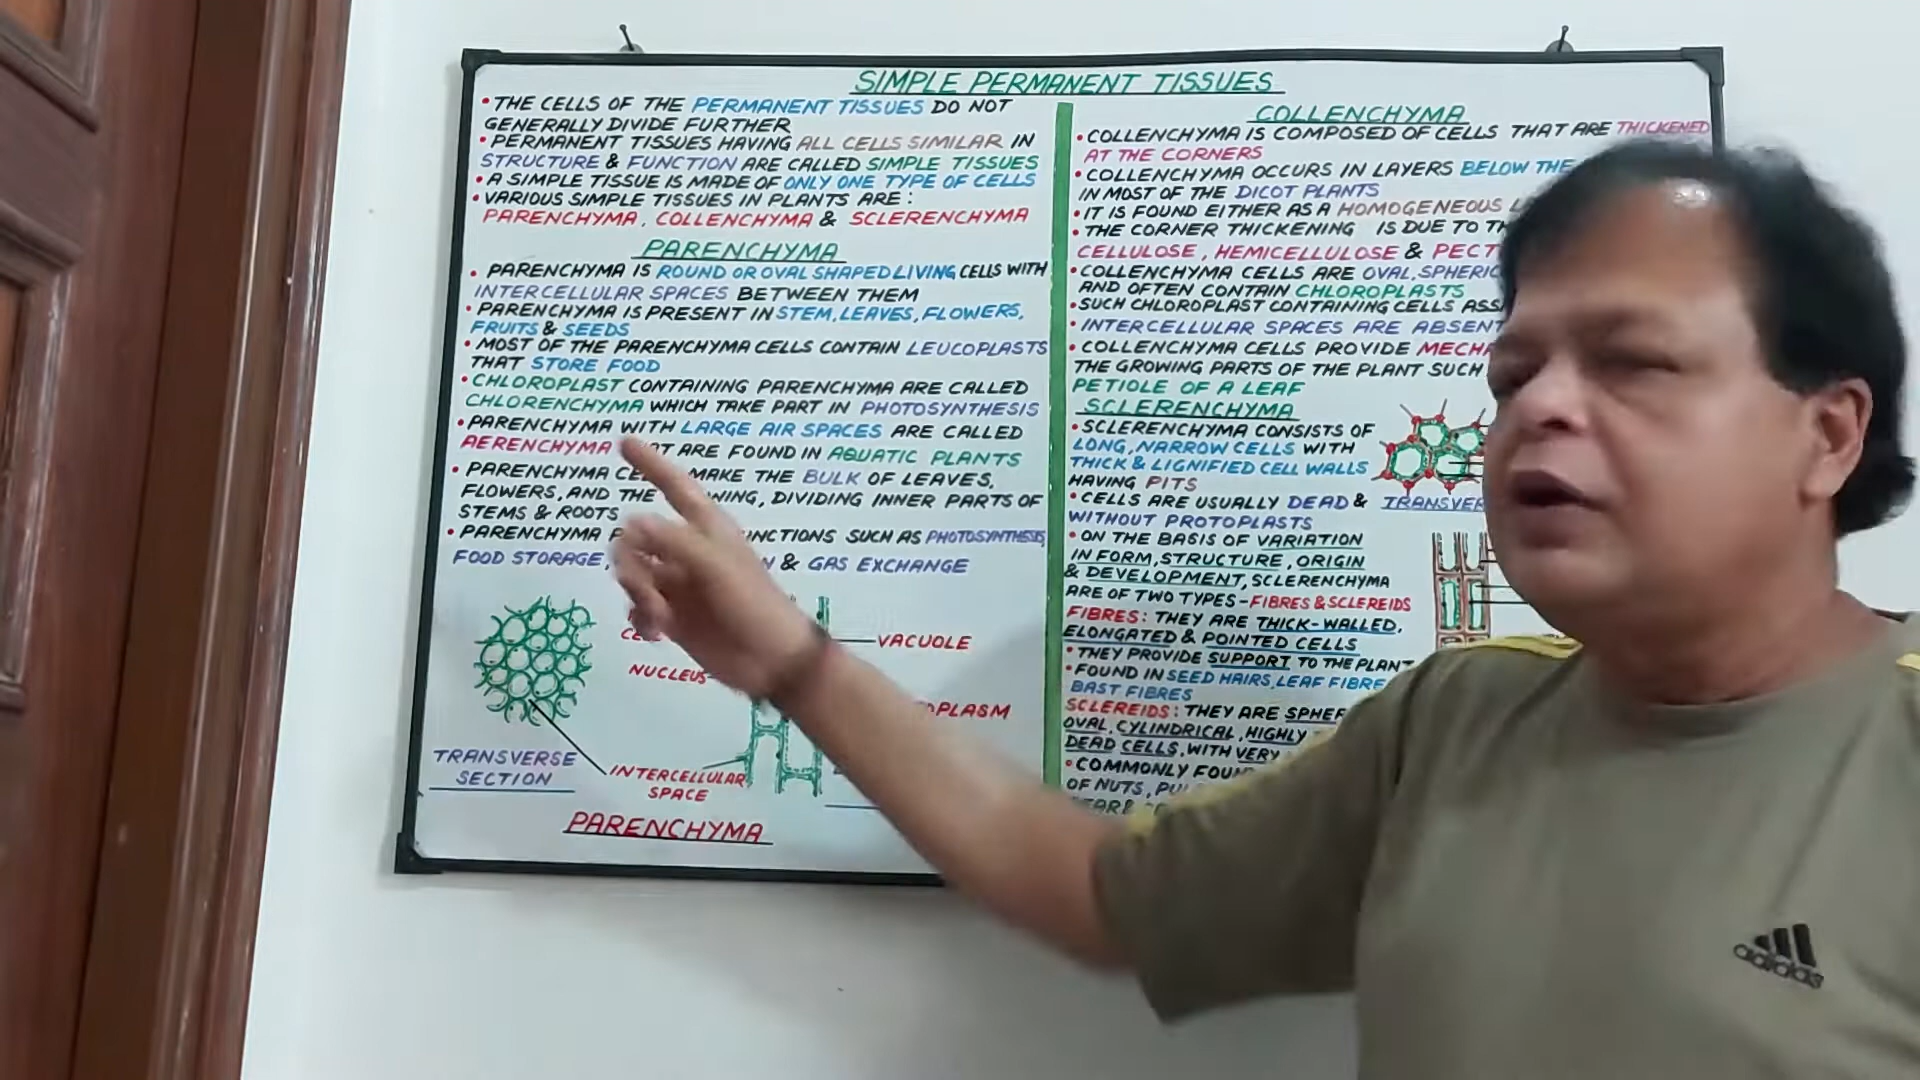 SIMPLE PERMANENT TISSUES
• THE CELLS OF THE PERMANENT TISSUES DO NOT
GENERALLY DIVIDE FURTHER
• PERMANENT TISSUES HAVING ALL CELLS SIMILAR IN
STRUCTURE & FUNCTION ARE CALLED SIMPLE TISSUES
• A SIMPLE TISSUE IS MADE OF ONLY ONE TYPE OF CELLS
• VARIOUS SIMPLE TISSUES IN PLANTS ARE:
PARENCHYMA, COLLENCHYMA & SCLERENCHYMA
PARENCHYMA
• PARENCHYMA IS ROUND OR OVAL SHAPED LIVING CELLS WITH
INTERCELLULAR SPACES BETWEEN THEM
• PARENCHYMA IS PRESENT IN STEM, LEAVES, FLOWERS,
FRUITS & SEEDS
• MOST OF THE PARENCHYMA CELLS CONTAIN LEUCOPLASTS
THAT STORE FOOD
• CHLOROPLAST CONTAINING PARENCHYMA ARE CALLED
CHLORENCHYMA WHICH TAKE PART IN PHOTOSYNTHESIS
• PARENCHYMA WITH LARGE AIR SPACES ARE CALLED
AERENCHYMA ARE FOUND IN AQUATIC PLANTS
• PARENCHYMA MAKE THE BULK OF LEAVES,
FLOWERS, AND THE DIVIDING INNER PARTS OF
STEMS & ROOTS
• PARENCHYMA SUCH AS PHOTOSYNTHESIS,
FOOD STORAGE, & GAS EXCHANGE
VACUOLE
NUCLEUS
TRANSVERSE
SECTION
INTERCELLULAR
SPACE
PARENCHYMA
COLLENCHYMA
• COLLENCHYMA IS COMPOSED OF CELLS THAT ARE THICKENED
AT THE CORNERS
• COLLENCHYMA OCCURS IN LAYERS BELOW THE
IN MOST OF THE DICOT PLANTS
• IT IS FOUND EITHER AS A HOMOGENEOUS
• THE CORNER THICKENING IS DUE TO
CELLULOSE, HEMICELLULOSE &
• COLLENCHYMA CELLS ARE OVAL,
AND OFTEN CONTAIN CHLOROPLASTS
• SUCH CHLOROPLAST CONTAINING CELLS
• INTERCELLULAR SPACES ARE ABSENT
• COLLENCHYMA CELLS PROVIDE
THE GROWING PARTS OF THE PLANT SUCH
PETIOLE OF A LEAF
SCLERENCHYMA
• SCLERENCHYMA CONSISTS OF
LONG, NARROW CELLS WITH
THICK & LIGNIFIED CELL WALLS
HAVING PITS
• CELLS ARE USUALLY DEAD &
WITHOUT PROTOPLASTS
• ON THE BASIS OF VARIATION
IN FORM, STRUCTURE, ORIGIN
& DEVELOPMENT, SCLERENCHYMA
ARE OF TWO TYPES - FIBRES & SCLEREIDS
FIBRES: THEY ARE THICK-WALLED,
ELONGATED & POINTED CELLS
• THEY PROVIDE SUPPORT TO THE PLANT
• FOUND IN SEED HAIRS, LEAF FIBRE
BAST FIBRES
SCLEREIDS: THEY ARE
OVAL, CYLINDRICAL, HIGHLY
DEAD CELLS, WITH VERY
• COMMONLY
OF NUTS,
adidas